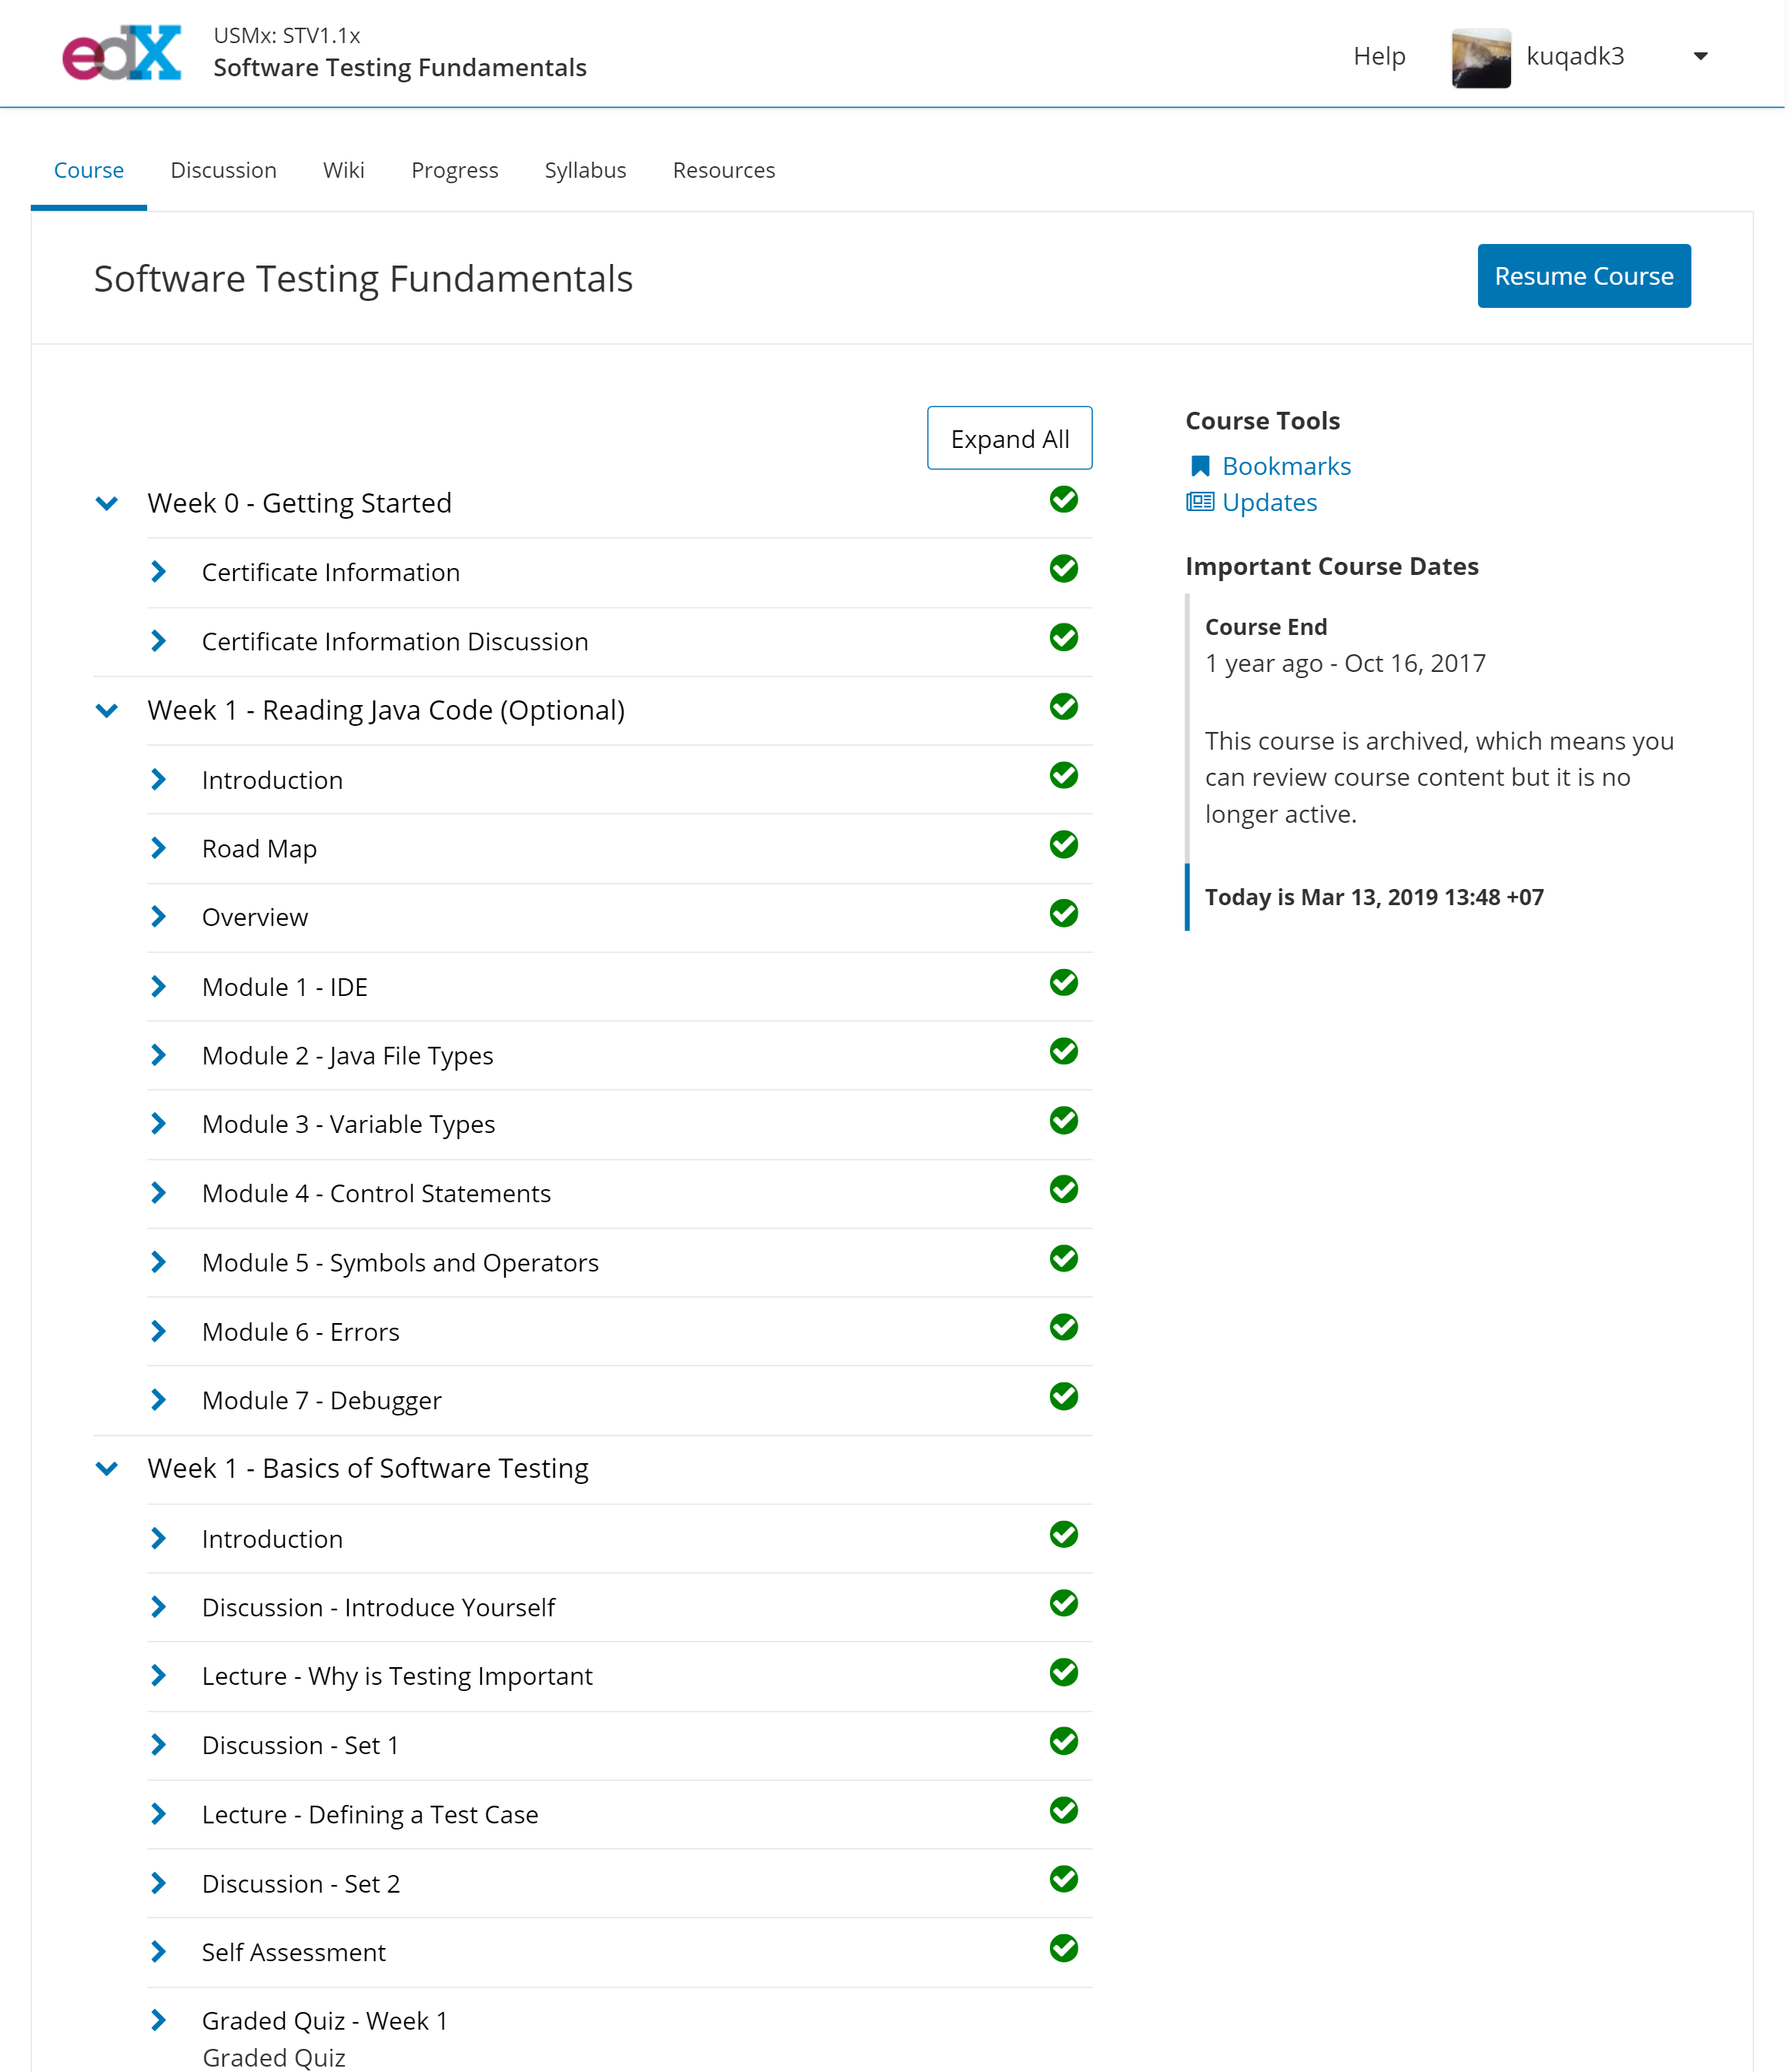 edX
USMx: STV1.1x
Software Testing Fundamentals
Help
kuqadk3
Course
Discussion
Wiki
Progress
Syllabus
Resources
Software Testing Fundamentals
Resume Course
Expand All
Week 0 - Getting Started
Certificate Information
Certificate Information Discussion
Week 1 - Reading Java Code (Optional)
Introduction
Road Map
Overview
Module 1 - IDE
Module 2 - Java File Types
Module 3 - Variable Types
Module 4 - Control Statements
Module 5 - Symbols and Operators
Module 6 - Errors
Module 7 - Debugger
Week 1 - Basics of Software Testing
Introduction
Discussion - Introduce Yourself
Lecture - Why is Testing Important
Discussion - Set 1
Lecture - Defining a Test Case
Discussion - Set 2
Self Assessment
Graded Quiz - Week 1
Graded Quiz
Course Tools
Bookmarks
Updates
Important Course Dates
Course End
1 year ago - Oct 16, 2017
This course is archived, which means you
can review course content but it is no
longer active.
Today is Mar 13, 2019 13:48 +07